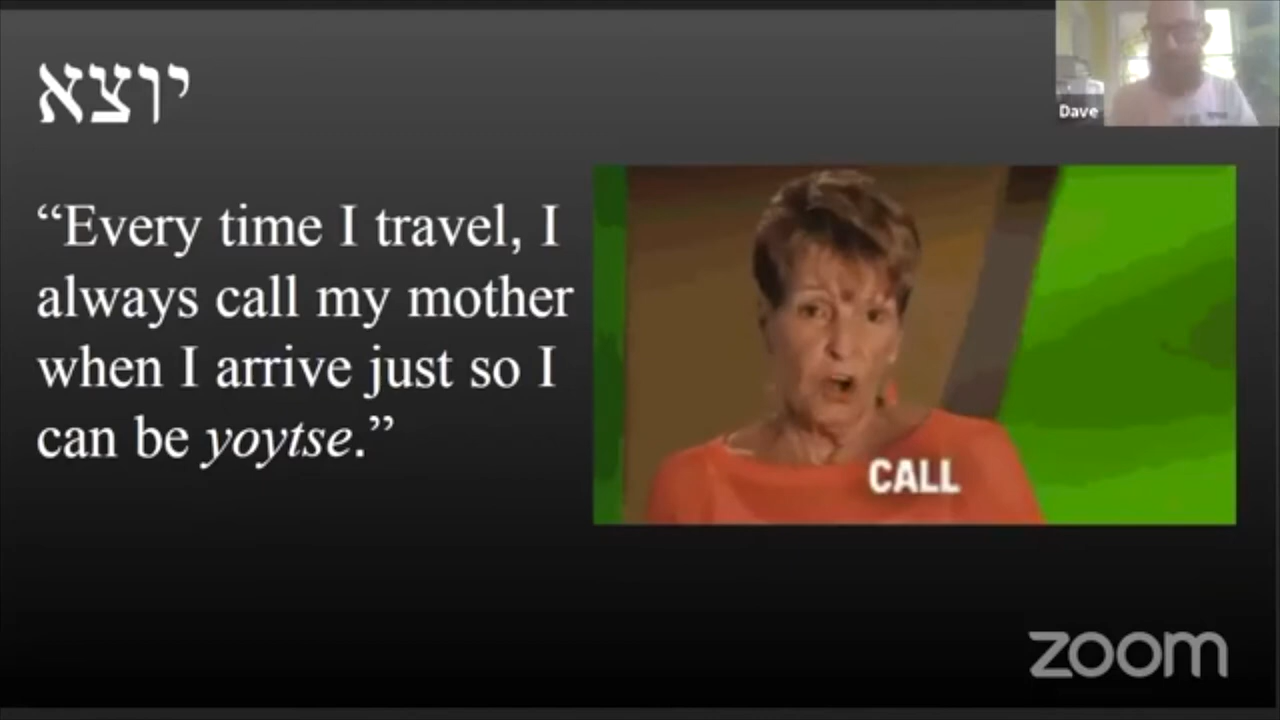 יוצא
Dave
“Every time I travel, I
always call my mother
when I arrive just so I
can be yoytse.”
CALL
zoom